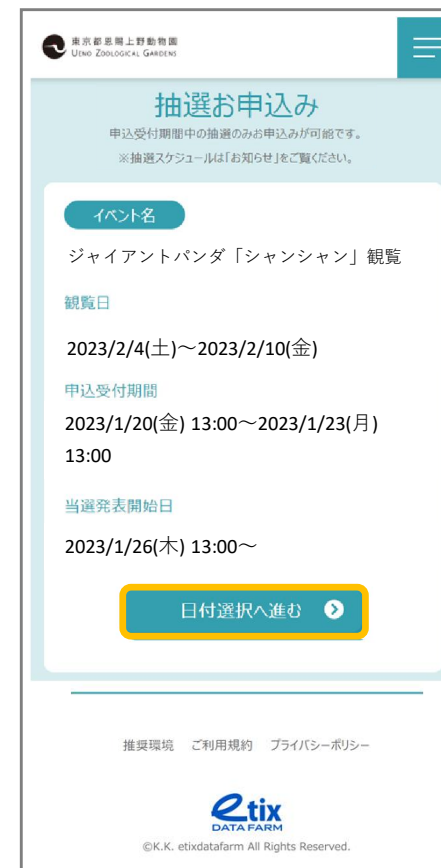 東京都恩賜上野動物園
UENO ZOOLOGICAL GARDENS
抽選お申込み
申込受付期間中の抽選のみお申込みが可能です。
※抽選スケジュールは「お知らせ」をご覧ください。
イベント名
ジャイアントパンダ「シャンシャン」観覧
観覧日
2023/2/4(土)～2023/2/10(金)
申込受付期間
2023/1/20(金) 13:00～2023/1/23(月)
13:00
当選発表開始日
2023/1/26(木) 13:00～
日付選択へ進む
推奨環境 ご利用規約 プライバシーポリシー
etix
DATA FARM
©K.K. etixdatafarm All Rights Reserved.